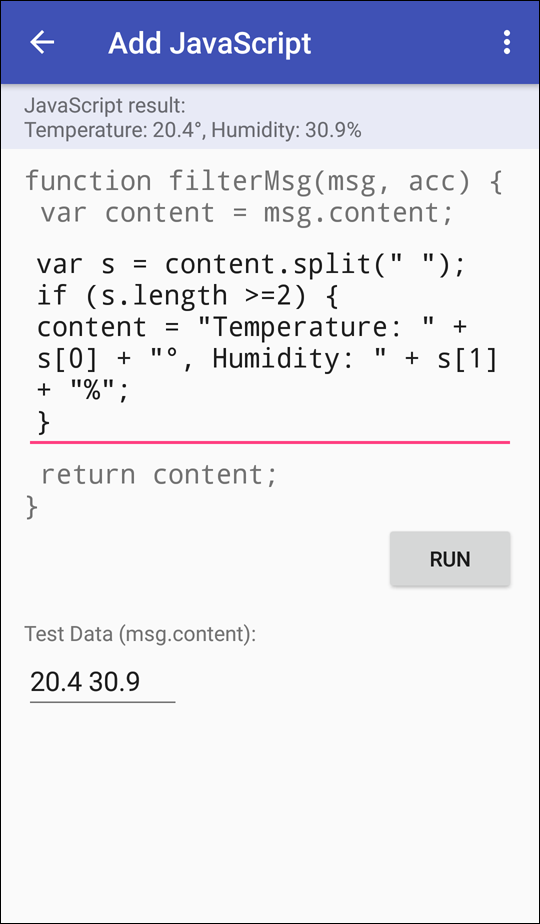 Add JavaScript
JavaScript result:
Temperature: 20.4°, Humidity: 30.9%
function filterMsg(msg, acc) {
var content = msg.content;
var s = content.split(" ");
if (s.length >=2) {
content = "Temperature: " +
s[0] + "°, Humidity: " + s[1]
+ "%";
}
return content;
}
RUN
Test Data (msg.content):
20.4 30.9